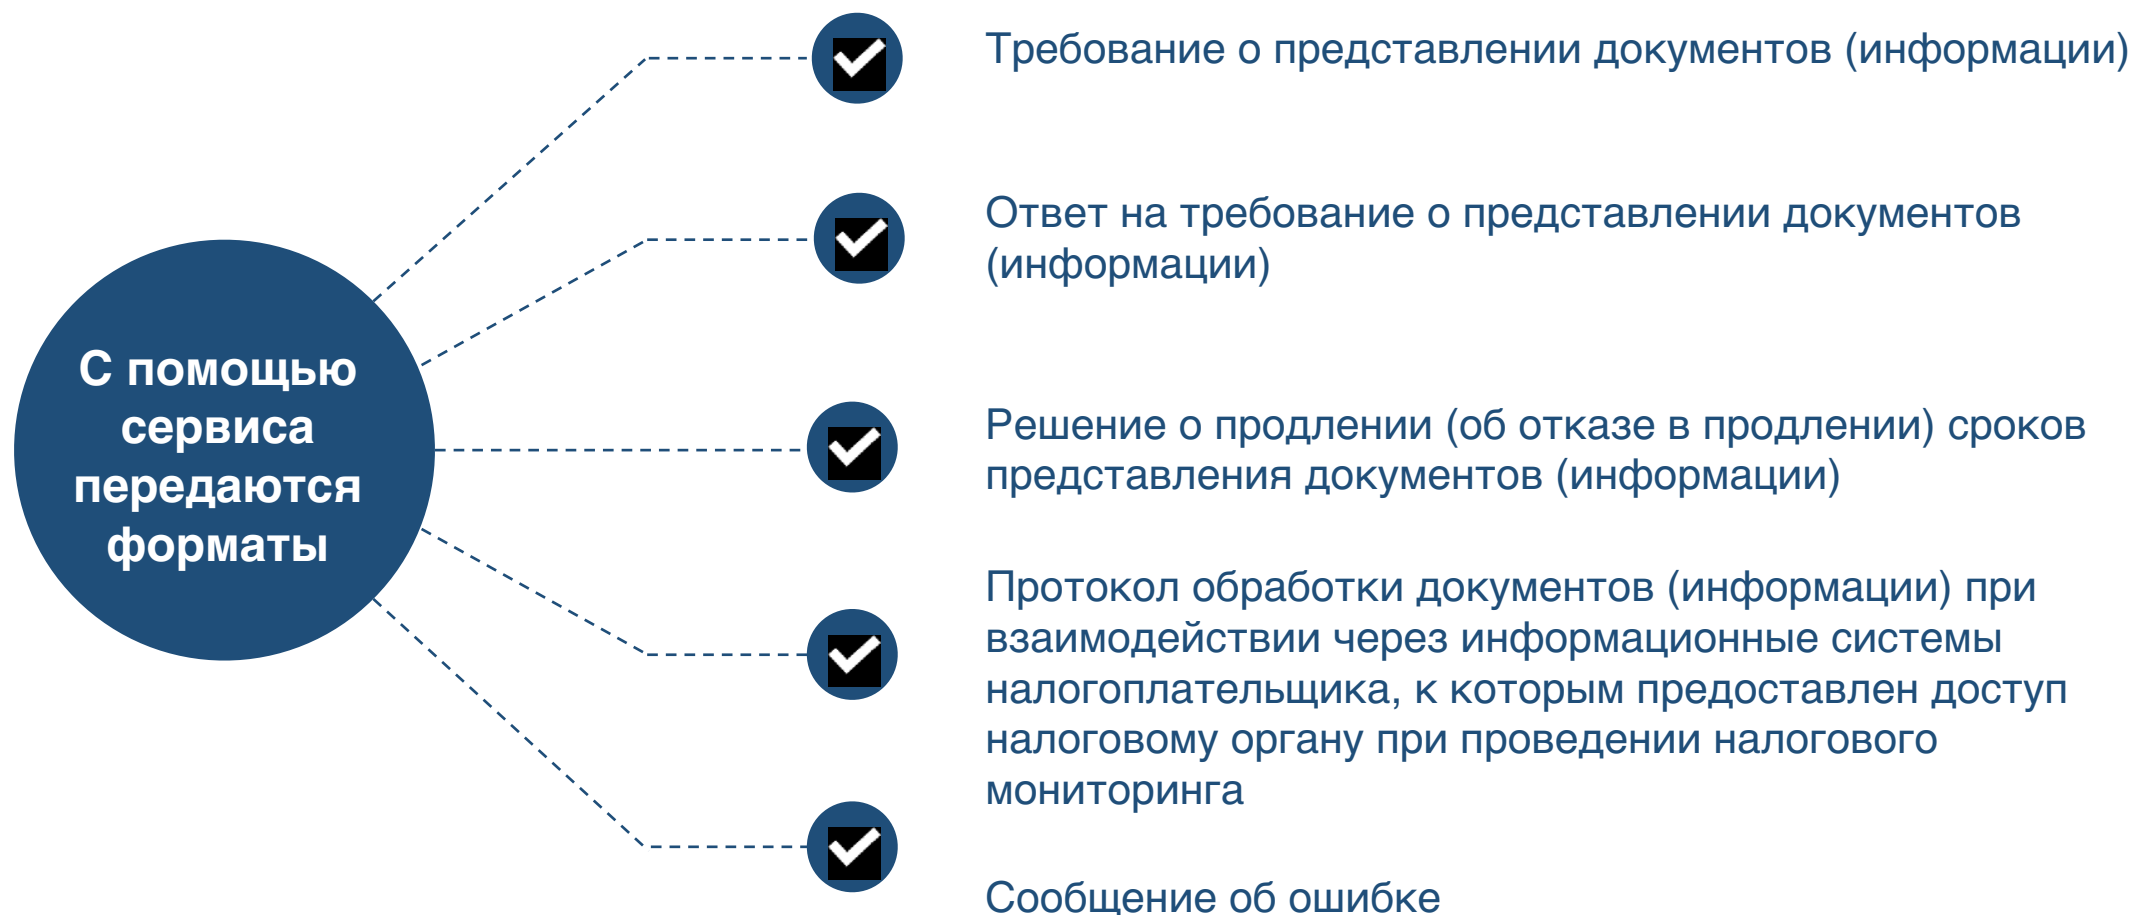 С помощью
сервиса
передаются
форматы
Требование о представлении документов (информации)
Ответ на требование о представлении документов
(информации)
Решение о продлении (об отказе в продлении) сроков
представления документов (информации)
Протокол обработки документов (информации) при
взаимодействии через информационные системы
налогоплательщика, к которым предоставлен доступ
налоговому органу при проведении налогового
мониторинга
Сообщение об ошибке